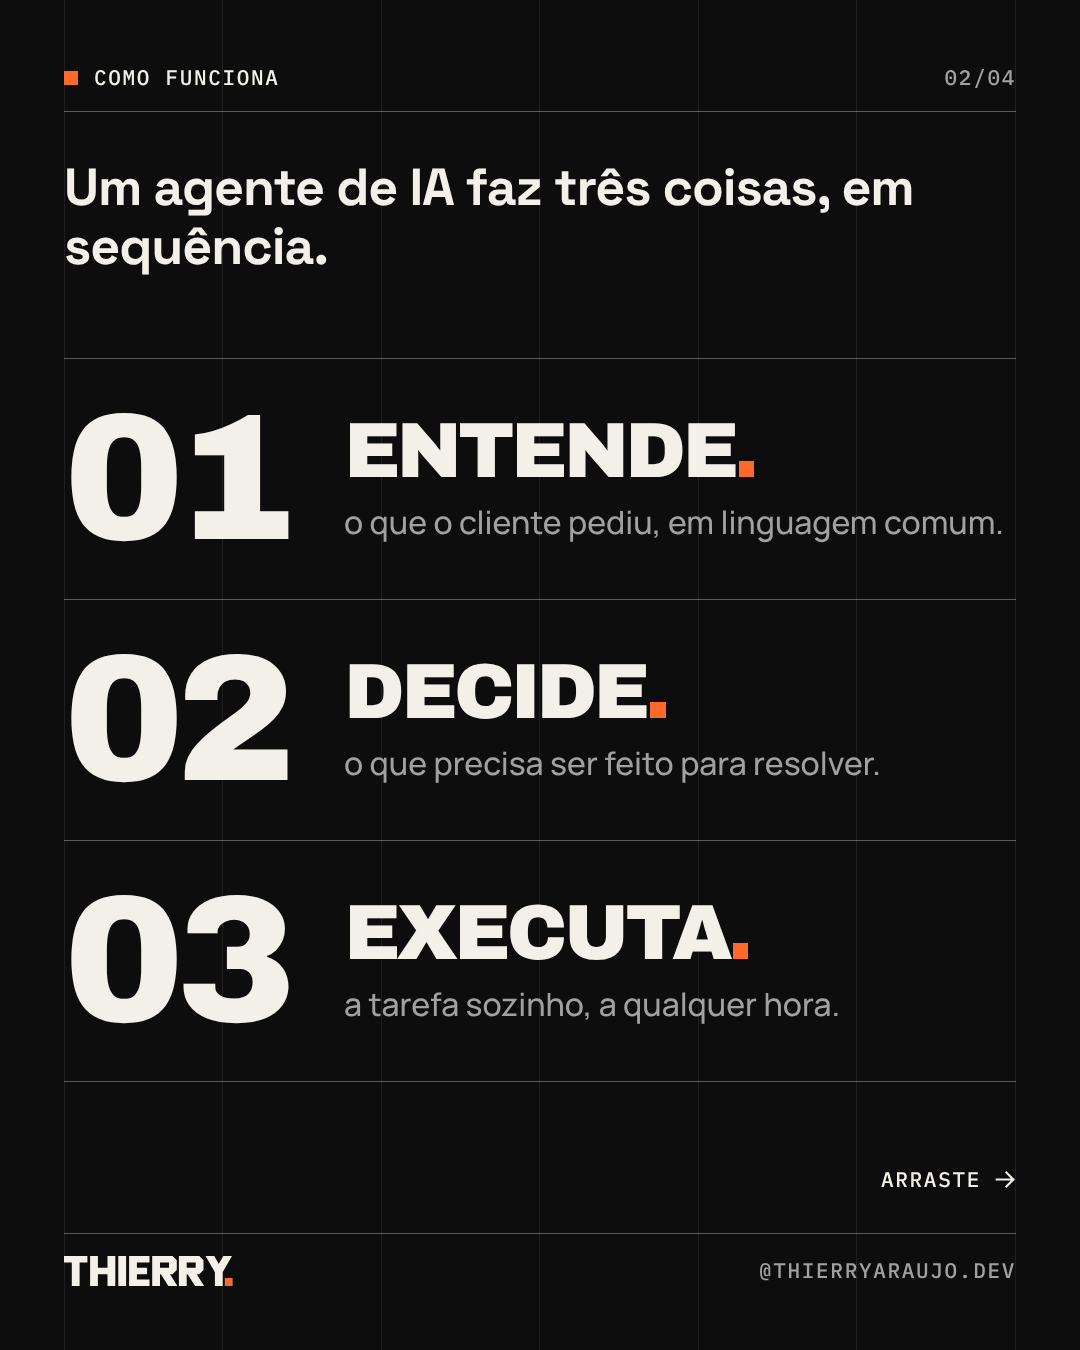 COMO FUNCIONA
02/04
Um agente de IA faz três coisas, em
sequência.
01
ENTENDE.
o que o cliente pediu, em linguagem comum.
02
DECIDE.
o que precisa ser feito para resolver.
03
EXECUTA.
a tarefa sozinho, a qualquer hora.
ARRASTE →
THIERRY.
@THIERRYARAUJO.DEV